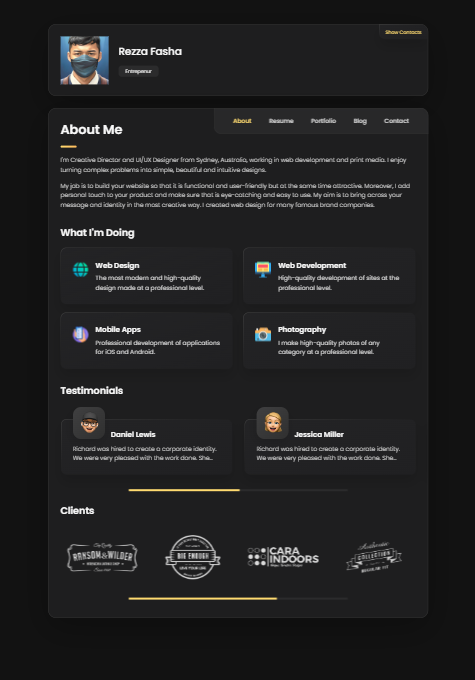 Show Contacts
Rezza Fasha
Entrepenur
About
Resume
Portfolio
Blog
Contact
About Me
I'm Creative Director and UI/UX Designer from Sydney, Australia, working in web development and print media. I enjoy
turning complex problems into simple, beautiful and intuitive designs.
My job is to build your website so that it is functional and user-friendly but at the same time attractive. Moreover, I add
personal touch to your product and make sure that is eye-catching and easy to use. My aim is to bring across your
message and identity in the most creative way. I created web design for many famous brand companies.
What I'm Doing
Web Design
The most modern and high-quality
design made at a professional level.
Web Development
High-quality development of sites at the
professional level.
Mobile Apps
Professional development of applications
for iOS and Android.
Photography
I make high-quality photos of any
category at a professional level.
Testimonials
Daniel Lewis
Richard was hired to create a corporate identity.
We were very pleased with the work done. She...
Jessica Miller
Richard was hired to create a corporate identity.
We were very pleased with the work done. She...
Clients
RANSOM & WILDER
BIG ENOUGH
LOVE YOUR LIFE
CARA
INDOORS
Authentic
COLLECTION